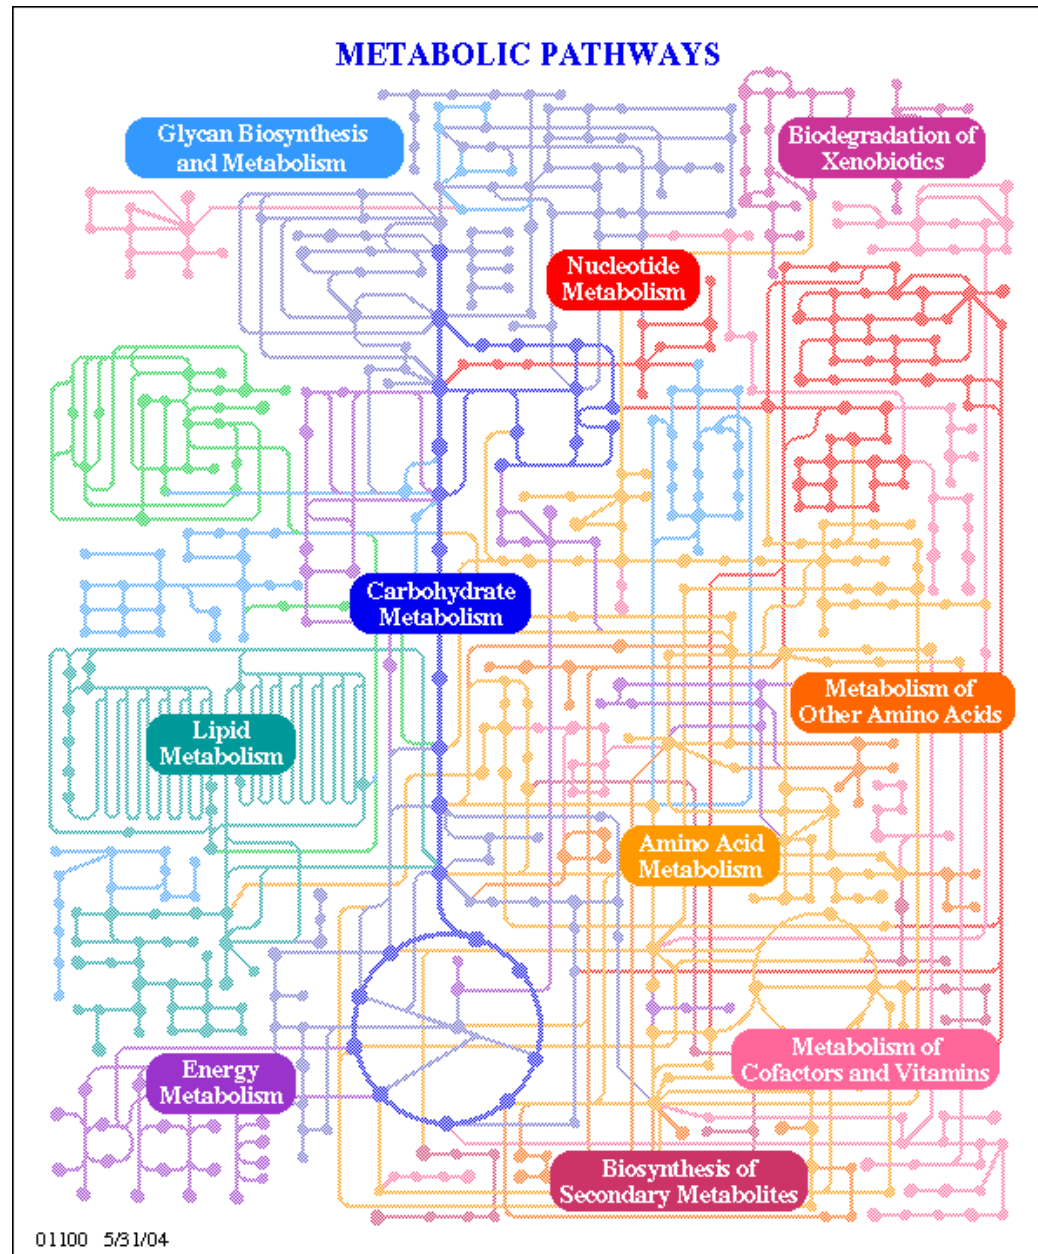 METABOLIC PATHWAYS
Glycan Biosynthesis
and Metabolism
Biodegradation of
Xenobiotics
Nucleotide
Metabolism
Carbohydrate
Metabolism
Metabolism of
Other Amino Acids
Lipid
Metabolism
Amino Acid
Metabolism
Metabolism of
Cofactors and Vitamins
Energy
Metabolism
Biosynthesis of
Secondary Metabolites
01100 5/31/04